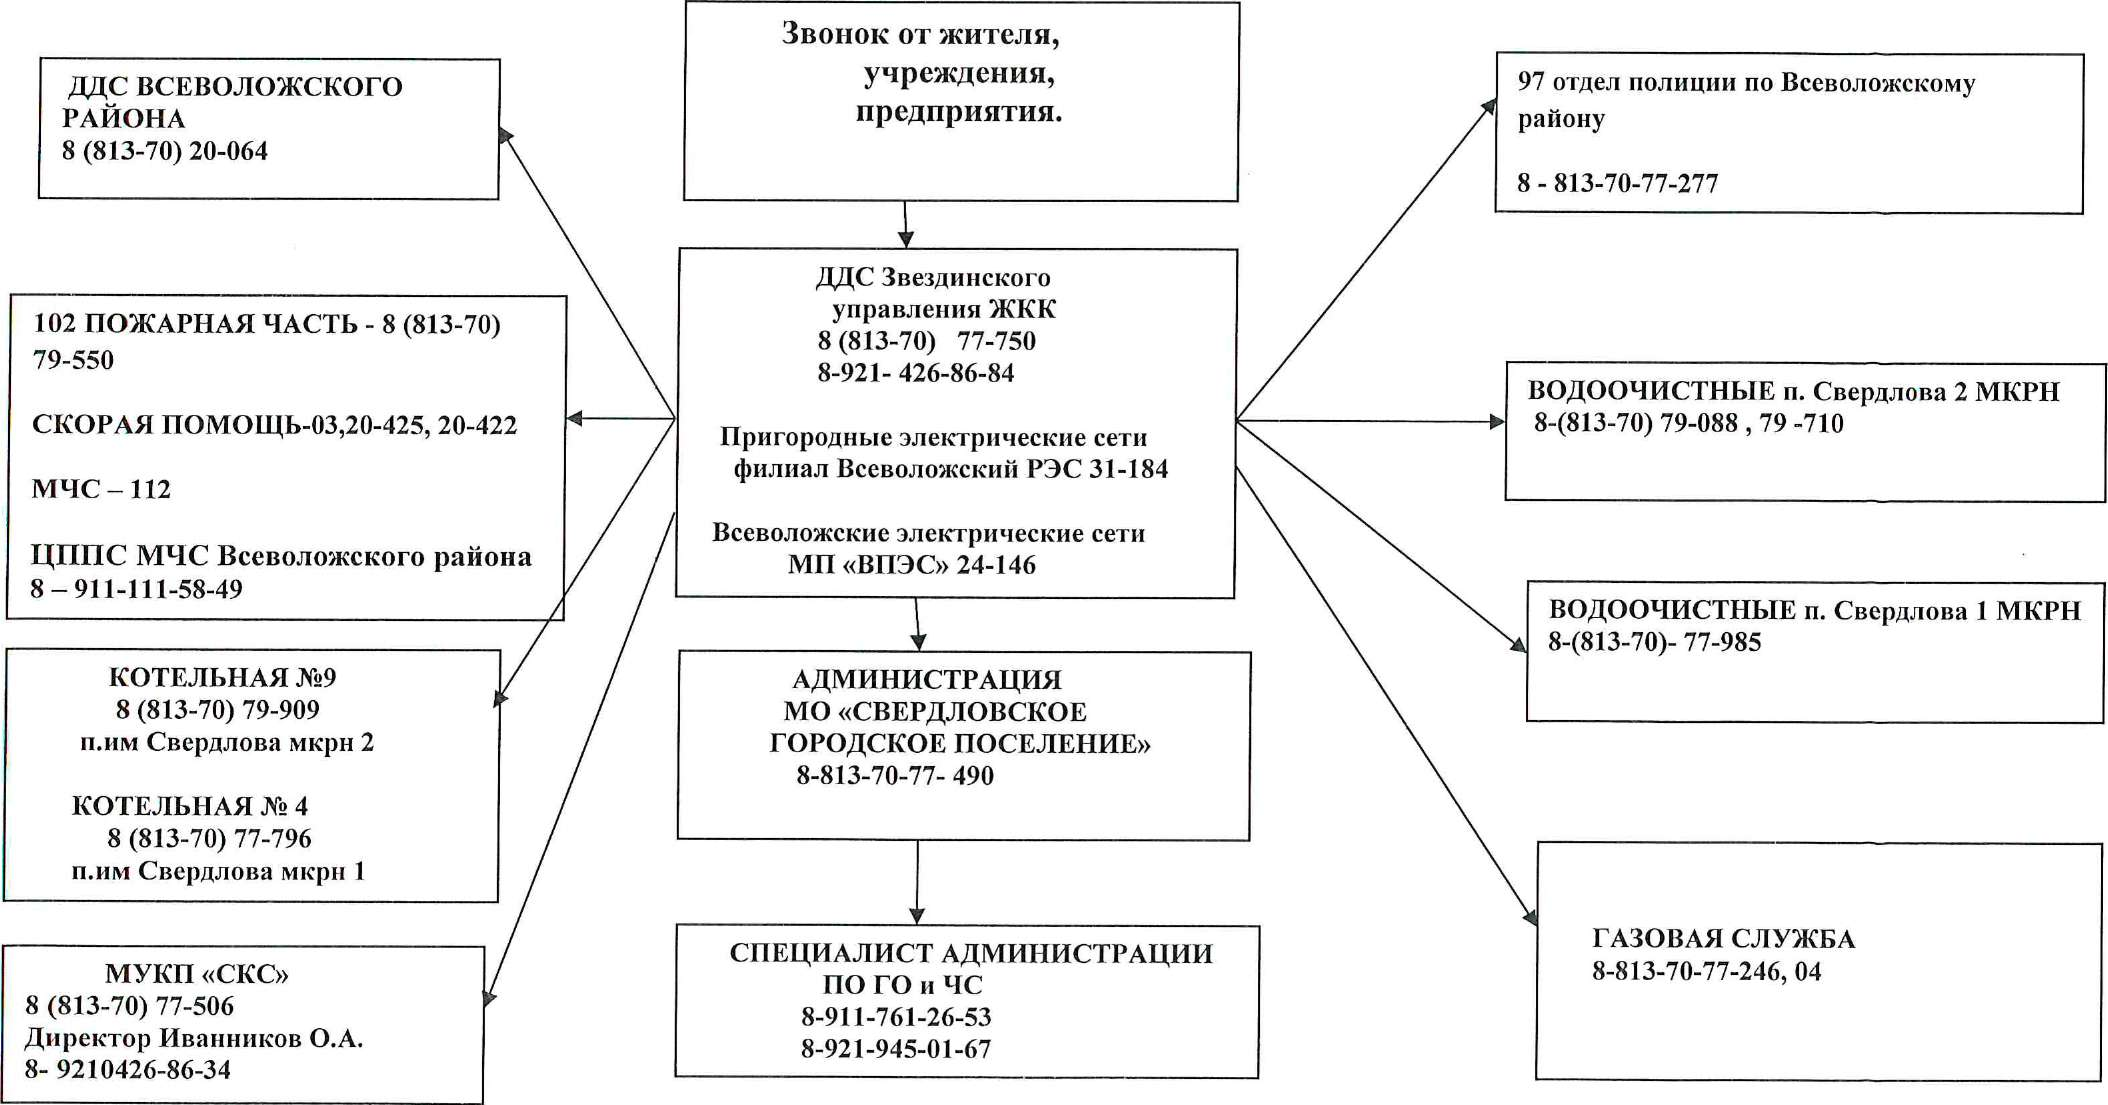 Звонок от жителя,
учреждения,
предприятия.
ДДС ВСЕВОЛОЖСКОГО
РАЙОНА
8 (813-70) 20-064
97 отдел полиции по Всеволожскому
району
8 - 813-70-77-277
ДДС Звездинского
управления ЖКК
8 (813-70) 77-750
8-921- 426-86-84
Пригородные электрические сети
филиал Всеволожский РЭС 31-184
Всеволожские электрические сети
МП «ВПЭС» 24-146
102 ПОЖАРНАЯ ЧАСТЬ - 8 (813-70)
79-550
СКОРАЯ ПОМОЩЬ-03,20-425, 20-422
МЧС – 112
ЦППС МЧС Всеволожского района
8 – 911-111-58-49
ВОДООЧИСТНЫЕ п. Свердлова 2 МКРН
8-(813-70) 79-088 , 79 -710
ВОДООЧИСТНЫЕ п. Свердлова 1 МКРН
8-(813-70)- 77-985
КОТЕЛЬНАЯ №9
8 (813-70) 79-909
п.им Свердлова мкрн 2
КОТЕЛЬНАЯ № 4
8 (813-70) 77-796
п.им Свердлова мкрн 1
АДМИНИСТРАЦИЯ
МО «СВЕРДЛОВСКОЕ
ГОРОДСКОЕ ПОСЕЛЕНИЕ»
8-813-70-77- 490
МУКП «СКС»
8 (813-70) 77-506
Директор Иванников О.А.
8- 9210426-86-34
СПЕЦИАЛИСТ АДМИНИСТРАЦИИ
ПО ГО и ЧС
8-911-761-26-53
8-921-945-01-67
ГАЗОВАЯ СЛУЖБА
8-813-70-77-246, 04